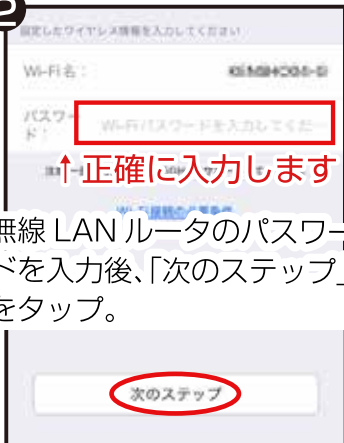 2
設定したワイヤレス情報を入力してください
Wi-Fi名：
パスワー
ド：
Wi-Fiパスワードを入力してくだ
↑正確に入力します
無線 LAN ルータのパスワー
ドを入力後、「次のステップ」
をタップ。
次のステップ